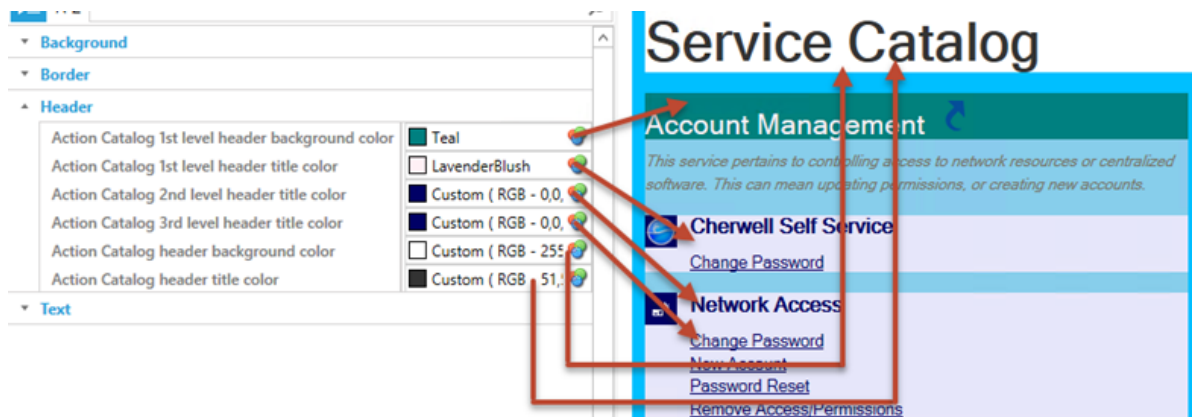 Background
Border
Header
Action Catalog 1st level header background color Teal
Action Catalog 1st level header title color LavenderBlush
Action Catalog 2nd level header title color Custom ( RGB - 0,0,
Action Catalog 3rd level header title color Custom ( RGB - 0,0,
Action Catalog header background color Custom ( RGB - 255
Action Catalog header title color Custom ( RGB - 51,
Text
Service Catalog
Account Management
This service pertains to controlling access to network resources or centralized
software. This can mean updating permissions, or creating new accounts.
Cherwell Self Service
Change Password
Network Access
Change Password
New Account
Password Reset
Remove Access/Permissions